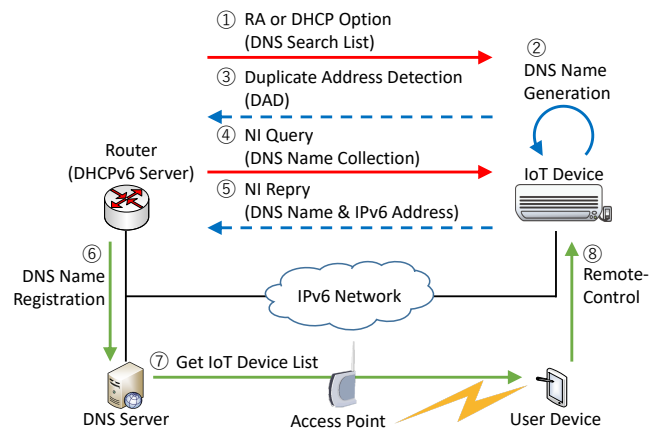 ① RA or DHCP Option
(DNS Search List)
②
DNS Name
Generation
③ Duplicate Address Detection
(DAD)
④ NI Query
(DNS Name Collection)
Router
(DHCPv6 Server)
IoT Device
⑤ NI Repry
(DNS Name & IPv6 Address)
⑥
DNS Name
Registration
⑧
Remote-
Control
IPv6 Network
⑦ Get IoT Device List
DNS Server
Access Point
User Device